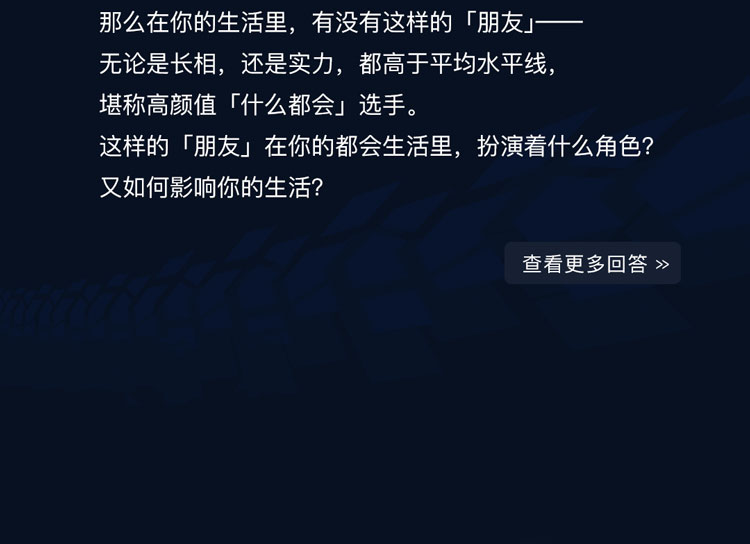 那么在你的生活里，有没有这样的「朋友」——
无论是长相，还是实力，都高于平均水平线，
堪称高颜值「什么都会」选手。
这样的「朋友」在你的都会生活里，扮演着什么角色？
又如何影响你的生活？
查看更多回答 »